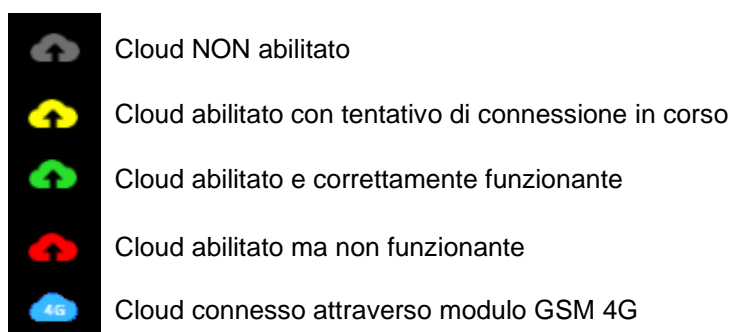 Cloud NON abilitato
Cloud abilitato con tentativo di connessione in corso
Cloud abilitato e correttamente funzionante
Cloud abilitato ma non funzionante
4G Cloud connesso attraverso modulo GSM 4G